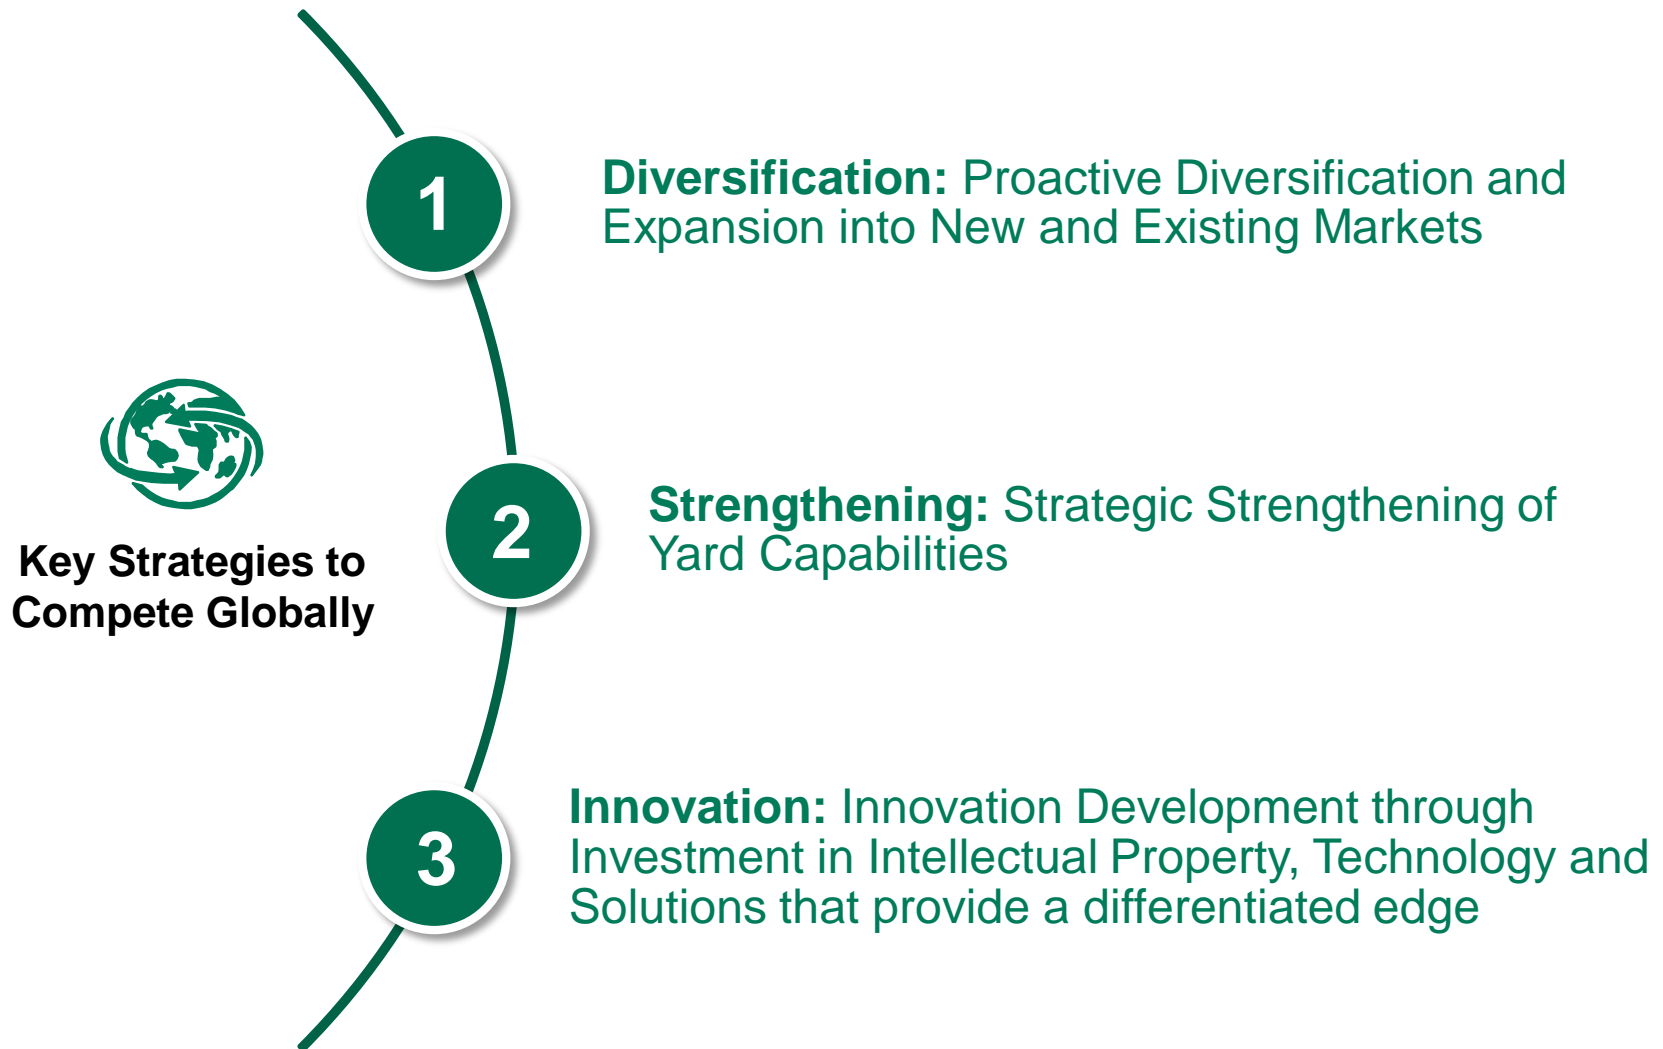 Key Strategies to
Compete Globally
1
Diversification: Proactive Diversification and
Expansion into New and Existing Markets
2
Strengthening: Strategic Strengthening of
Yard Capabilities
3
Innovation: Innovation Development through
Investment in Intellectual Property, Technology and
Solutions that provide a differentiated edge